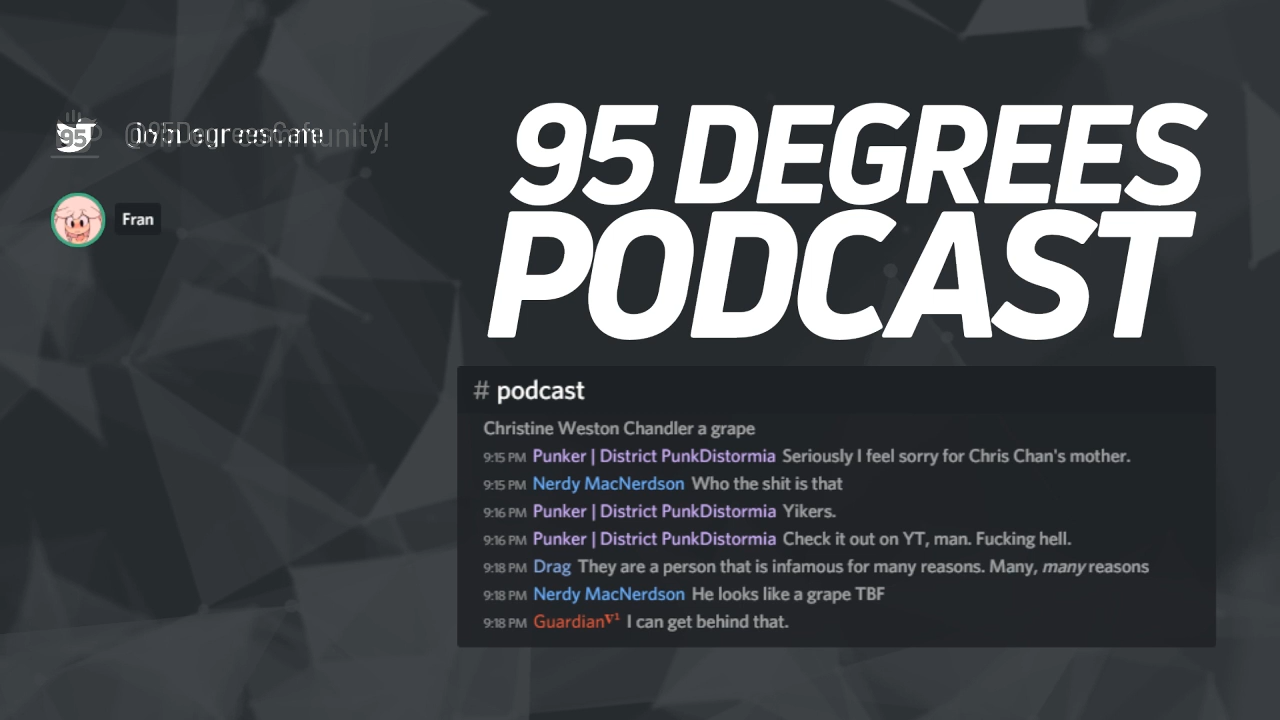 95 DEGREES
PODCAST
95
Fran
# podcast
Christine Weston Chandler a grape
9:15 PM Punker | District PunkDistormia Seriously I feel sorry for Chris Chan's mother.
9:15 PM Nerdy MacNerdson Who the shit is that
9:16 PM Punker | District PunkDistormia Yikers.
9:16 PM Punker | District PunkDistormia Check it out on YT, man. Fucking hell.
9:18 PM Drag They are a person that is infamous for many reasons. Many, many reasons
9:18 PM Nerdy MacNerdson He looks like a grape TBF
9:18 PM Guardianⱽ¹ I can get behind that.